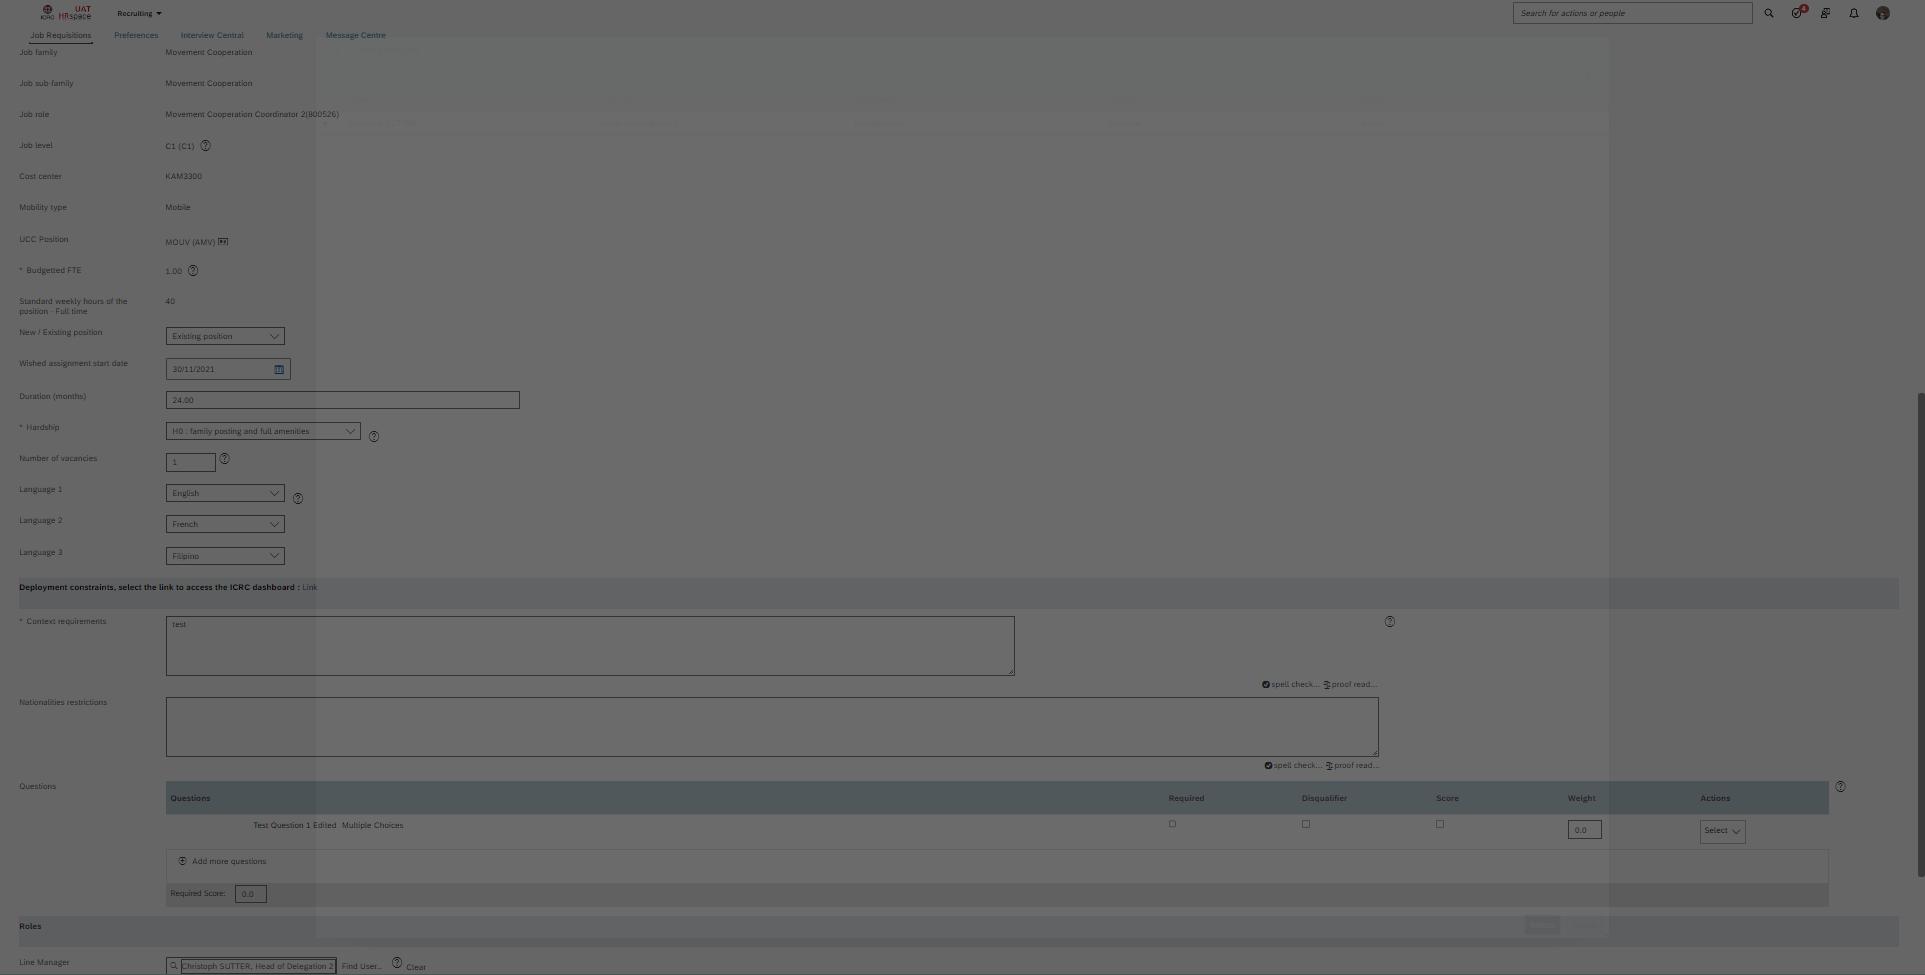 UAT
ICRC HRspace
Recruiting
Search for actions or people
Job Requisitions Preferences Interview Central Marketing Message Centre
Job family Movement Cooperation
Job sub-family Movement Cooperation
Job role Movement Cooperation Coordinator 2(800526)
Job level C1 (C1)
Cost center KAM3300
Mobility type Mobile
UCC Position MOUV (AMV)
* Budgetted FTE 1.00
Standard weekly hours of the 40
position - Full time
New / Existing position Existing position
Wished assignment start date 30/11/2021
Duration (months) 24.00
* Hardship H0 : family posting and full amenities
Number of vacancies 1
Language 1 English
Language 2 French
Language 3 Filipino
Deployment constraints, select the link to access the ICRC dashboard : Link
* Context requirements test
spell check... proof read...
Nationalities restrictions
spell check... proof read...
Questions
Questions Required Disqualifier Score Weight Actions
Test Question 1 Edited Multiple Choices 0.0 Select
Add more questions
Required Score: 0.0
Roles
Line Manager Christoph SUTTER, Head of Delegation 2 Find User... Clear